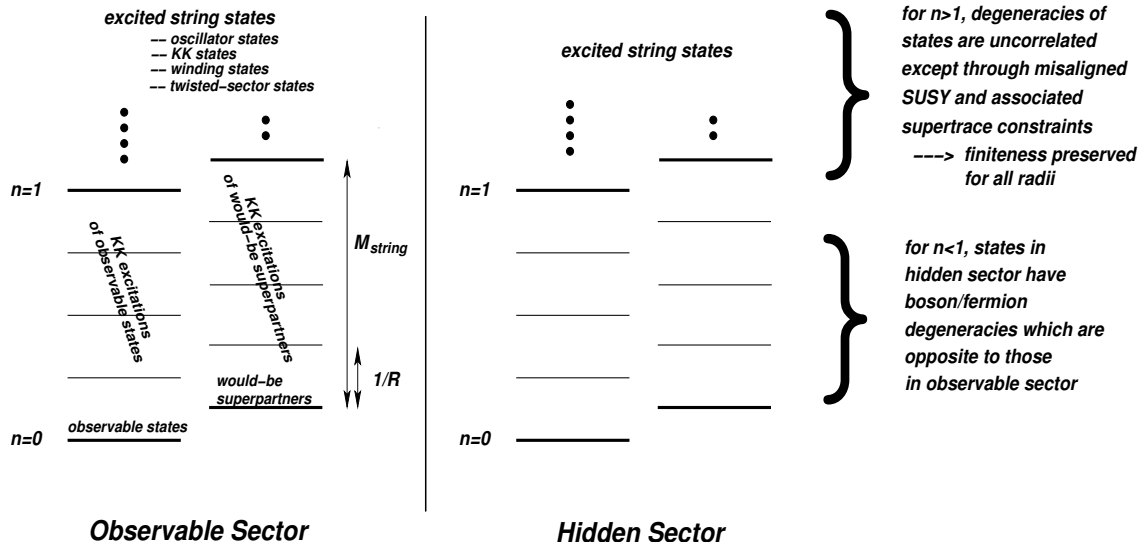 excited string states
−− oscillator states
−− KK states
−− winding states
−− twisted−sector states
n=1
KK excitations
of observable states
KK excitations
of would−be superpartners
M string
1/R
would−be
superpartners
observable states
n=0
Observable Sector
excited string states
n=1
n=0
Hidden Sector
for n>1, degeneracies of
states are uncorrelated
except through misaligned
SUSY and associated
supertrace constraints
−−−> finiteness preserved
for all radii
for n<1, states in
hidden sector have
boson/fermion
degeneracies which are
opposite to those
in observable sector